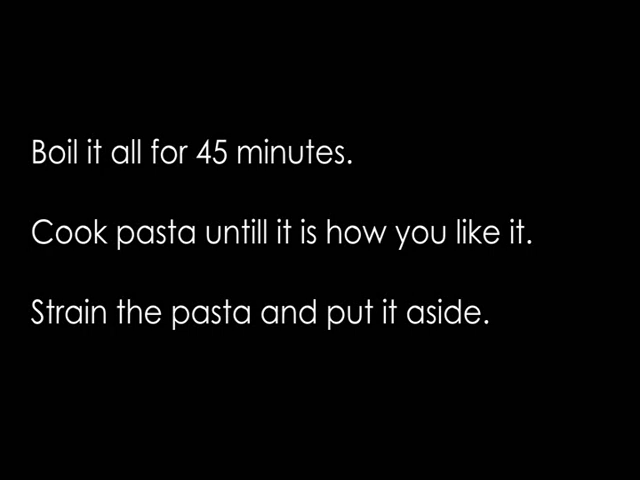 Boil it all for 45 minutes.
Cook pasta untill it is how you like it.
Strain the pasta and put it aside.